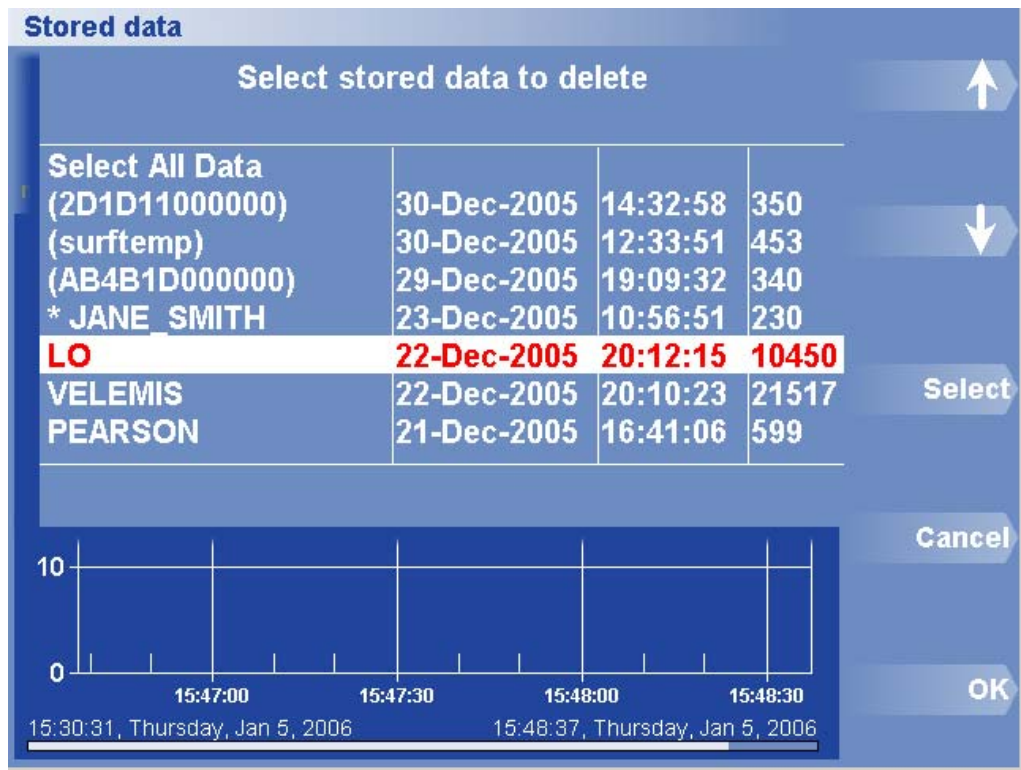 Stored data
Select stored data to delete
Select All Data
(2D1D11000000) 30-Dec-2005 14:32:58 350
(surftemp) 30-Dec-2005 12:33:51 453
(AB4B1D000000) 29-Dec-2005 19:09:32 340
* JANE_SMITH 23-Dec-2005 10:56:51 230
LO 22-Dec-2005 20:12:15 10450
VELEMIS 22-Dec-2005 20:10:23 21517
PEARSON 21-Dec-2005 16:41:06 599
Select
Cancel
OK
10
0
15:47:00 15:47:30 15:48:00 15:48:30
15:30:31, Thursday, Jan 5, 2006 15:48:37, Thursday, Jan 5, 2006